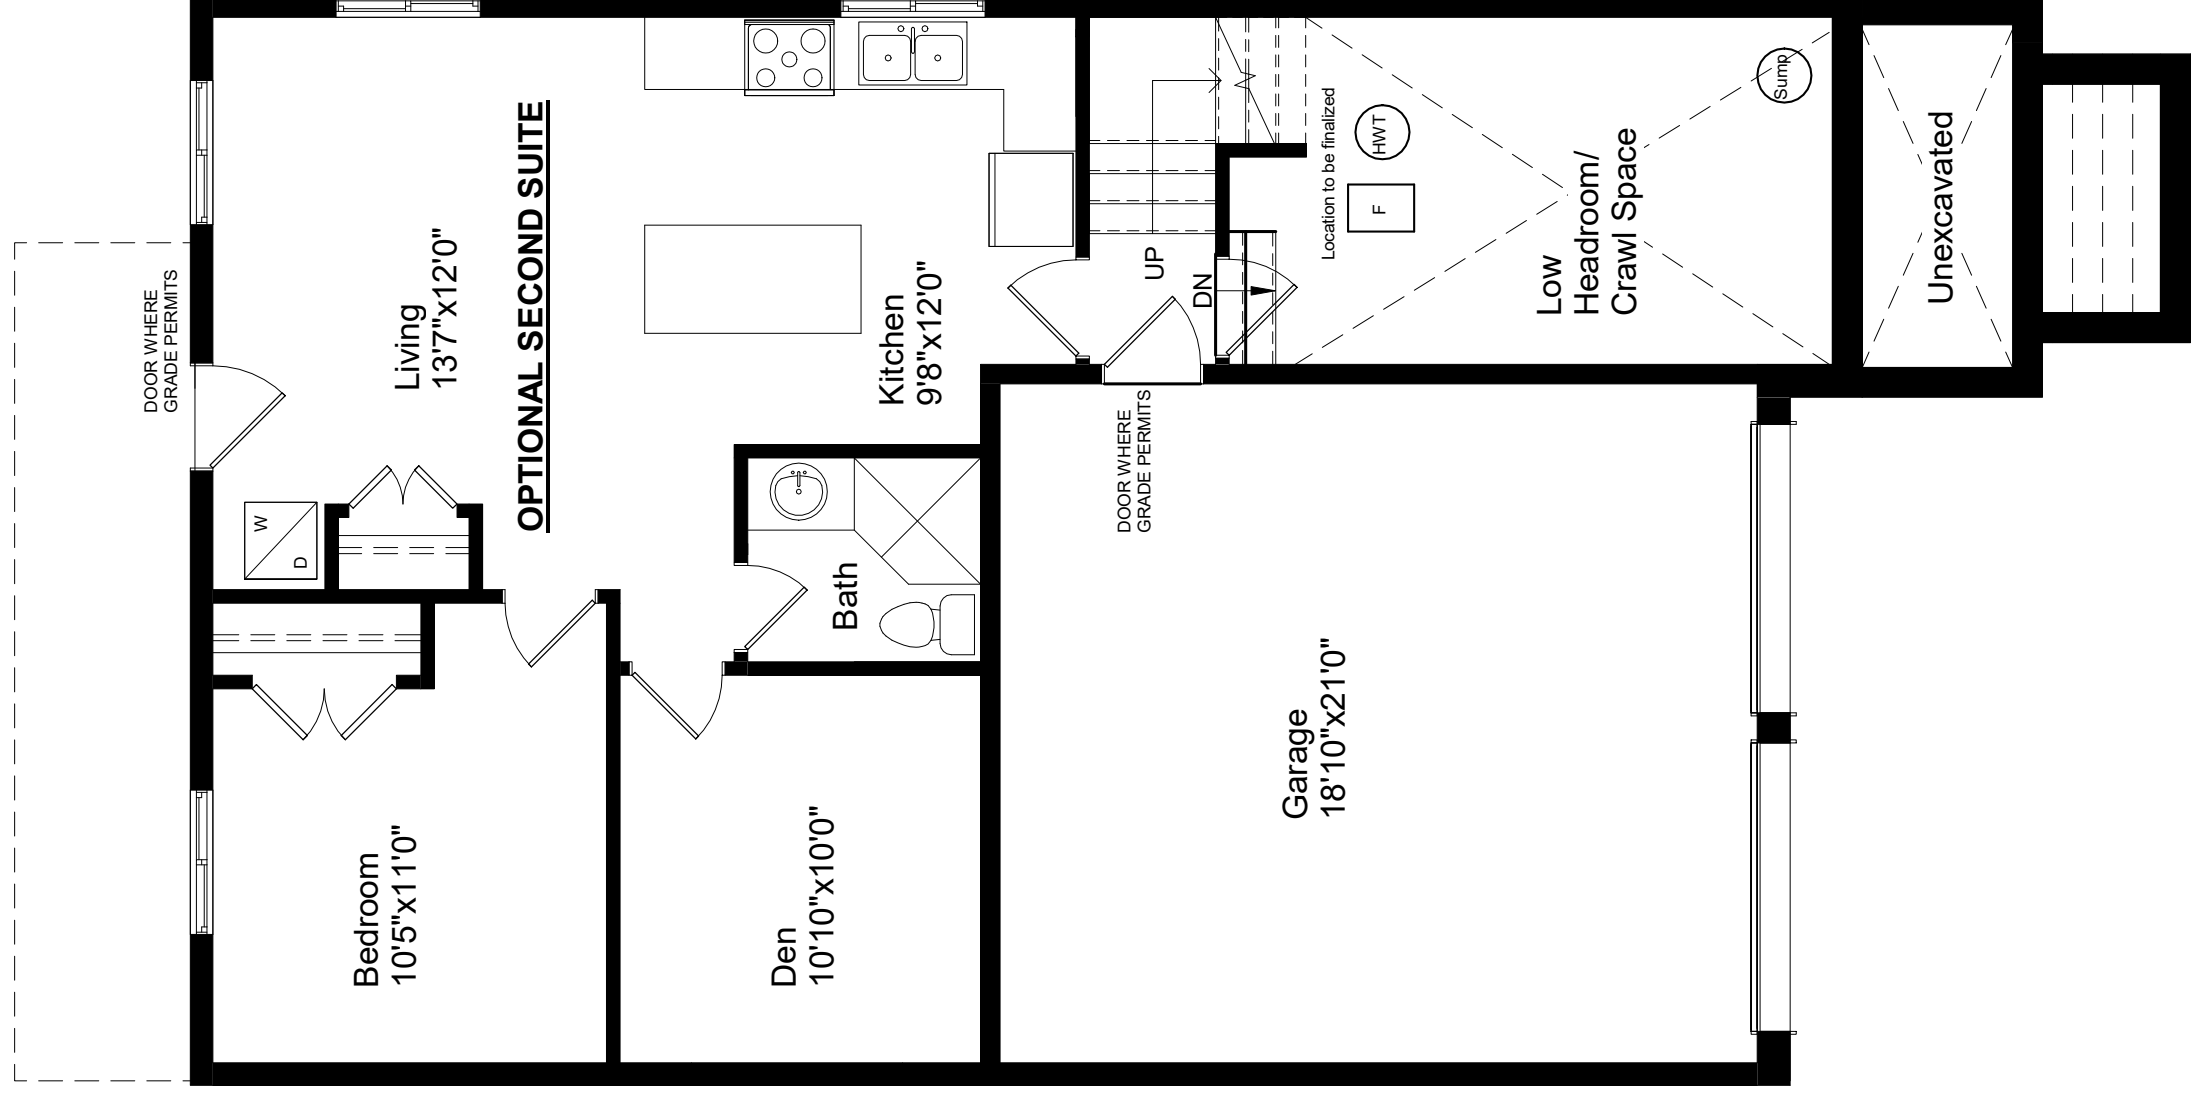 DOOR WHERE
GRADE PERMITS
Living
13'7"x12'0"
OPTIONAL SECOND SUITE
Kitchen
9'8"x12'0"
UP
DN
Location to be finalized
HWT
F
Sump
Low
Headroom/
Crawl Space
Unexcavated
W
D
Bath
DOOR WHERE
GRADE PERMITS
Bedroom
10'5"x11'0"
Den
10'10"x10'0"
Garage
18'10"x21'0"